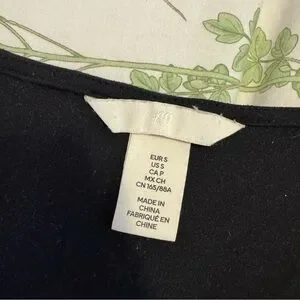 EUR S
US S
CA P
MX CH
CN 165/88A
MADE IN
CHINA
FABRIQUÉ EN
CHINE